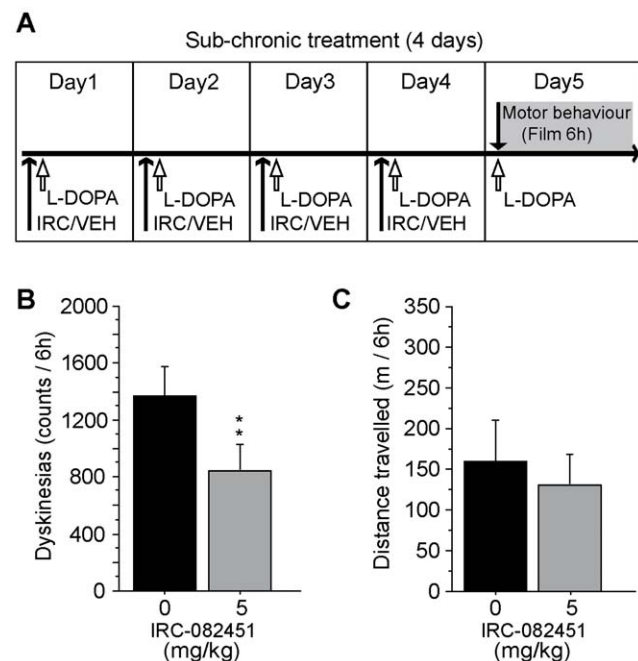 A
Sub-chronic treatment (4 days)
Day1 Day2 Day3 Day4 Day5
Motor behaviour
(Film 6h)
L-DOPA L-DOPA L-DOPA L-DOPA L-DOPA
IRC/VEH IRC/VEH IRC/VEH IRC/VEH
B
Dyskinesias (counts / 6h)
2000
1600
1200
800
400
0
**
0 5
IRC-082451
(mg/kg)
C
Distance travelled (m / 6h)
400
350
300
250
200
150
100
50
0
0 5
IRC-082451
(mg/kg)